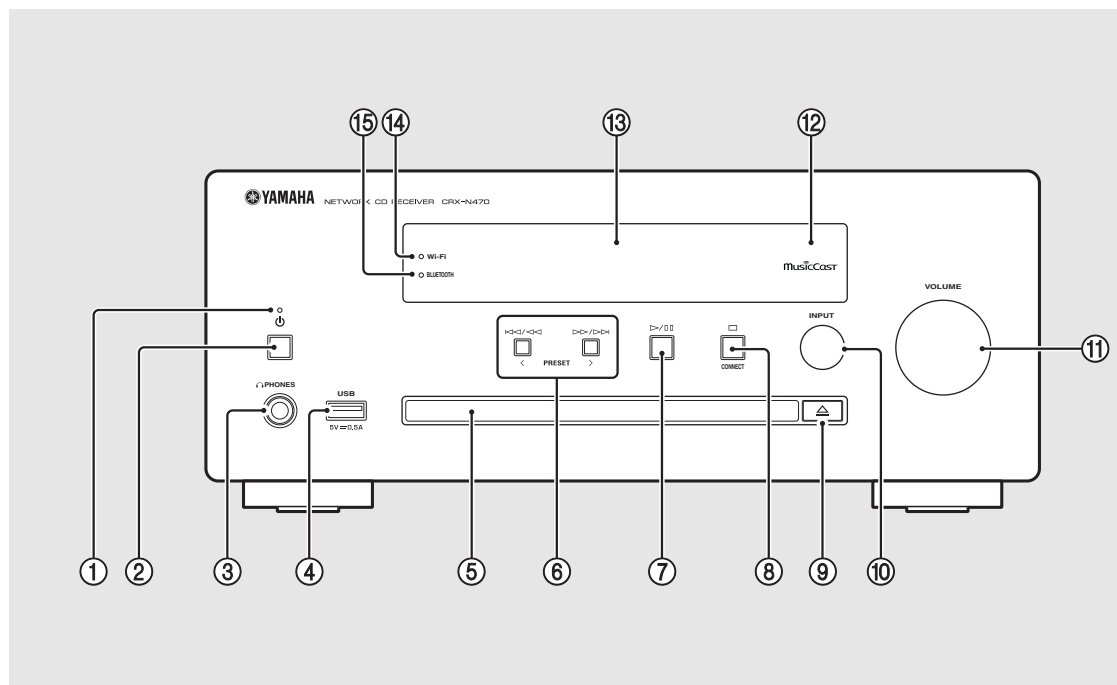 ⑮ ⑭ ⑬ ⑫
YAMAHA NETWORK CD RECEIVER CRX-N470
Wi-Fi
BLUETOOTH
MusicCast
VOLUME
INPUT
PRESET
CONNECT
PHONES
USB
5V 0.5A
⑪
① ② ③ ④ ⑤ ⑥ ⑦ ⑧ ⑨ ⑩